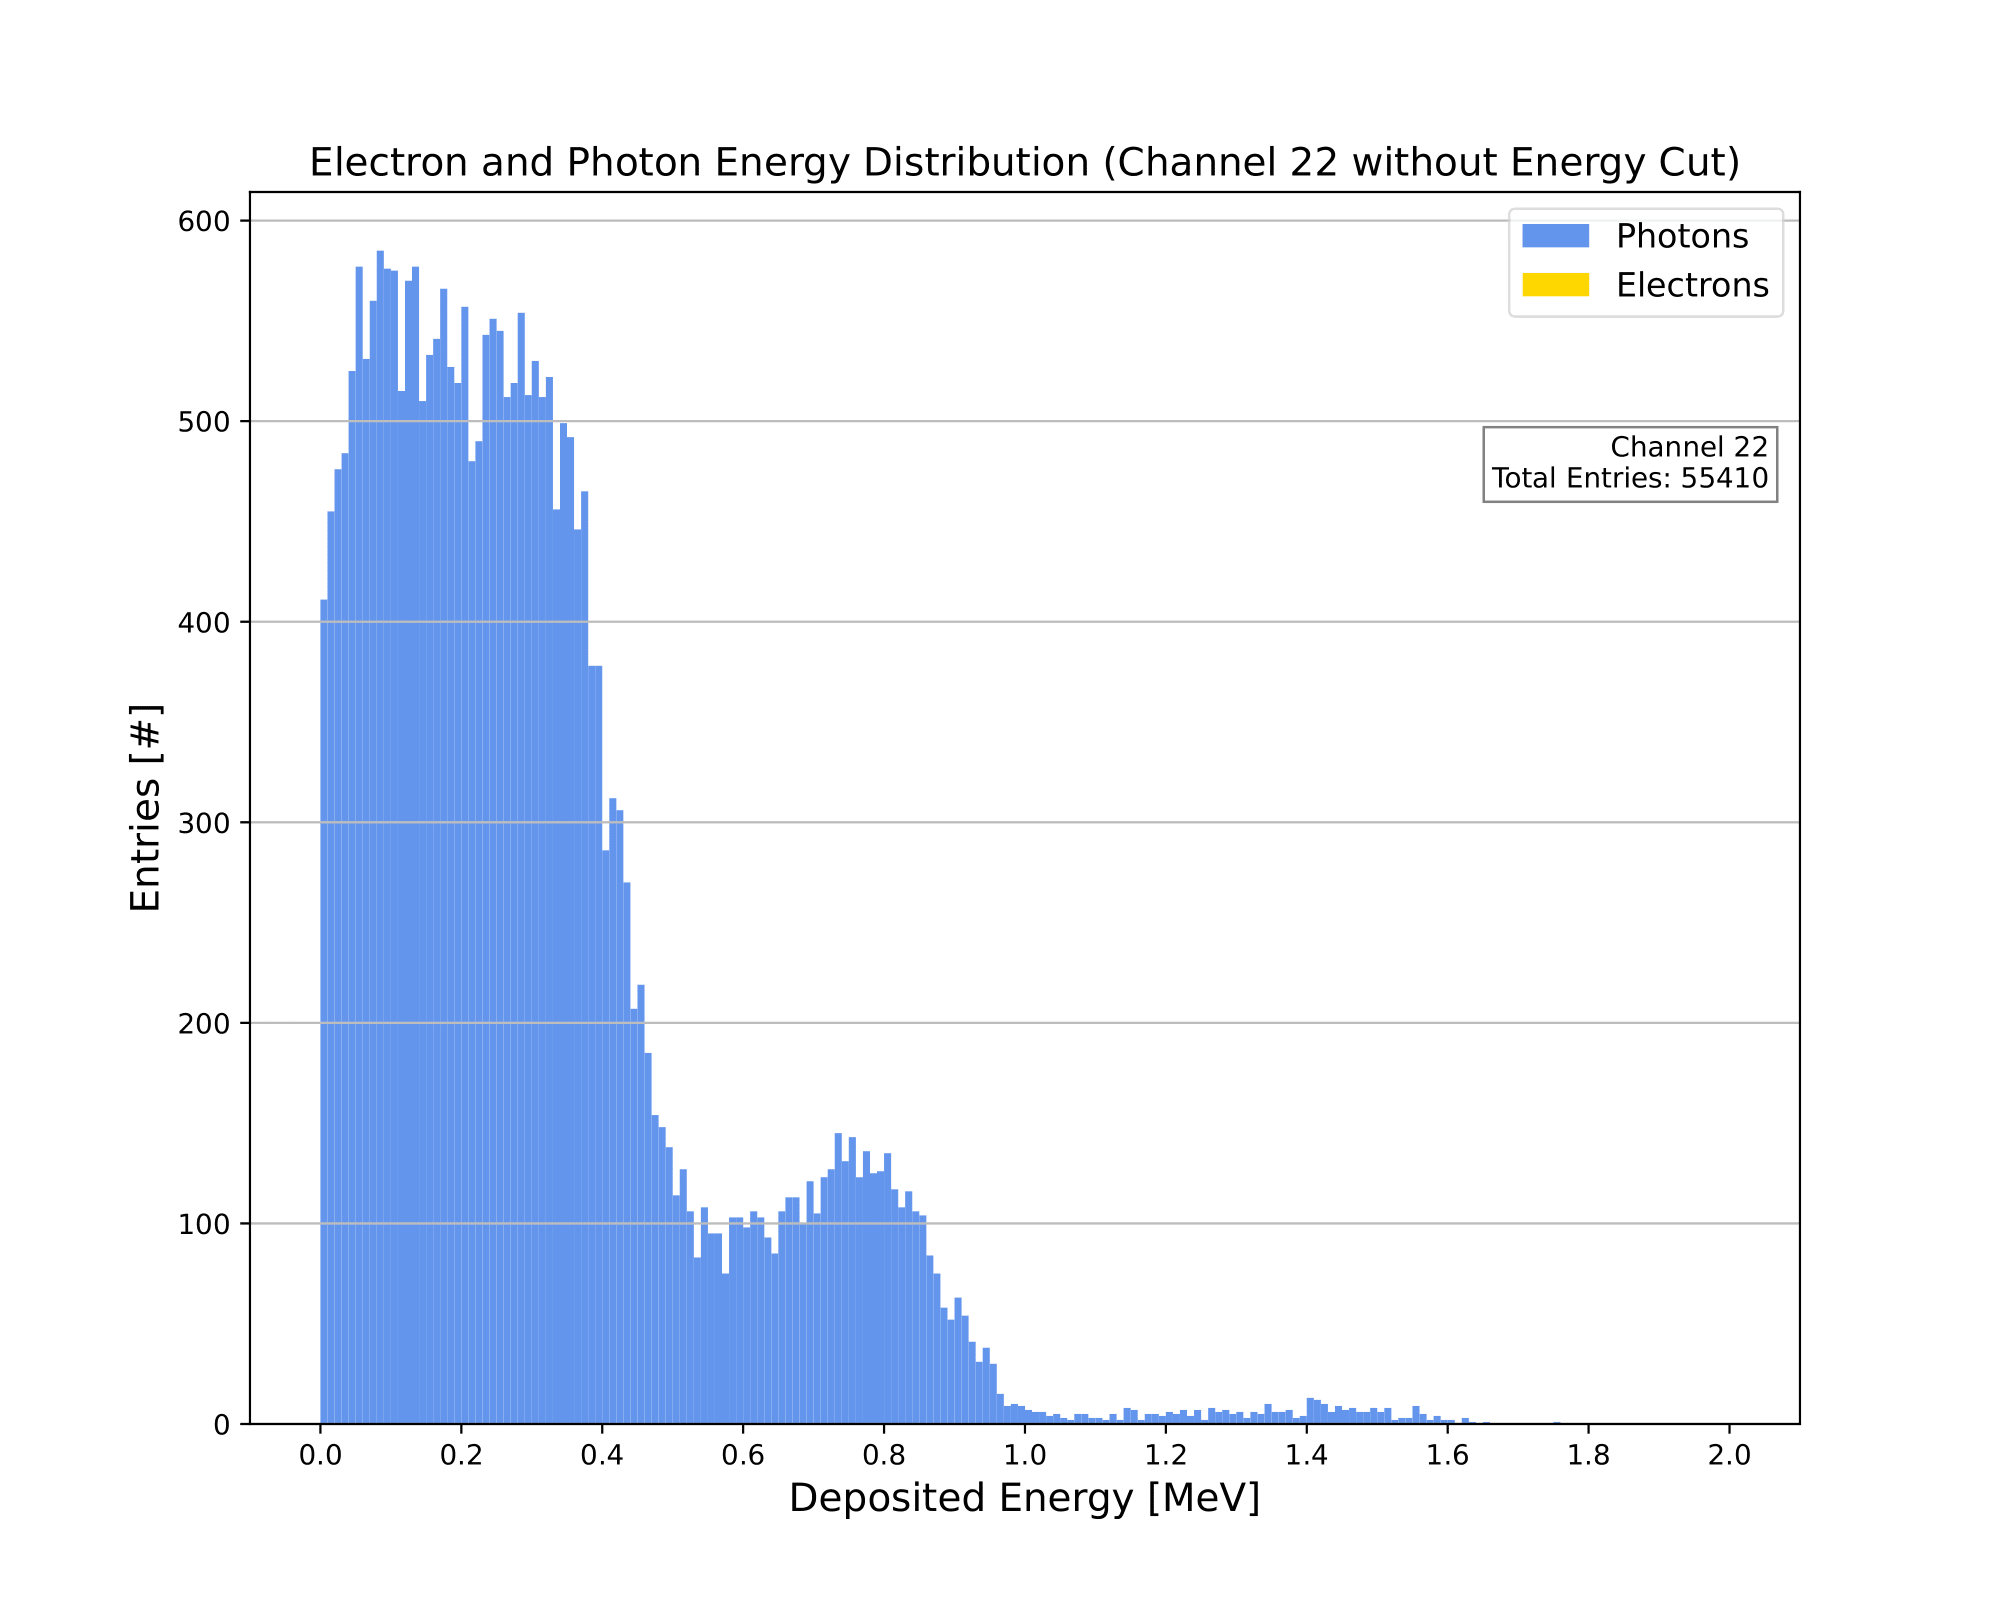 Electron and Photon Energy Distribution (Channel 22 without Energy Cut)
Photons
Electrons
Channel 22
Total Entries: 55410
600
500
400
300
200
100
0
Entries [#]
0.0 0.2 0.4 0.6 0.8 1.0 1.2 1.4 1.6 1.8 2.0
Deposited Energy [MeV]